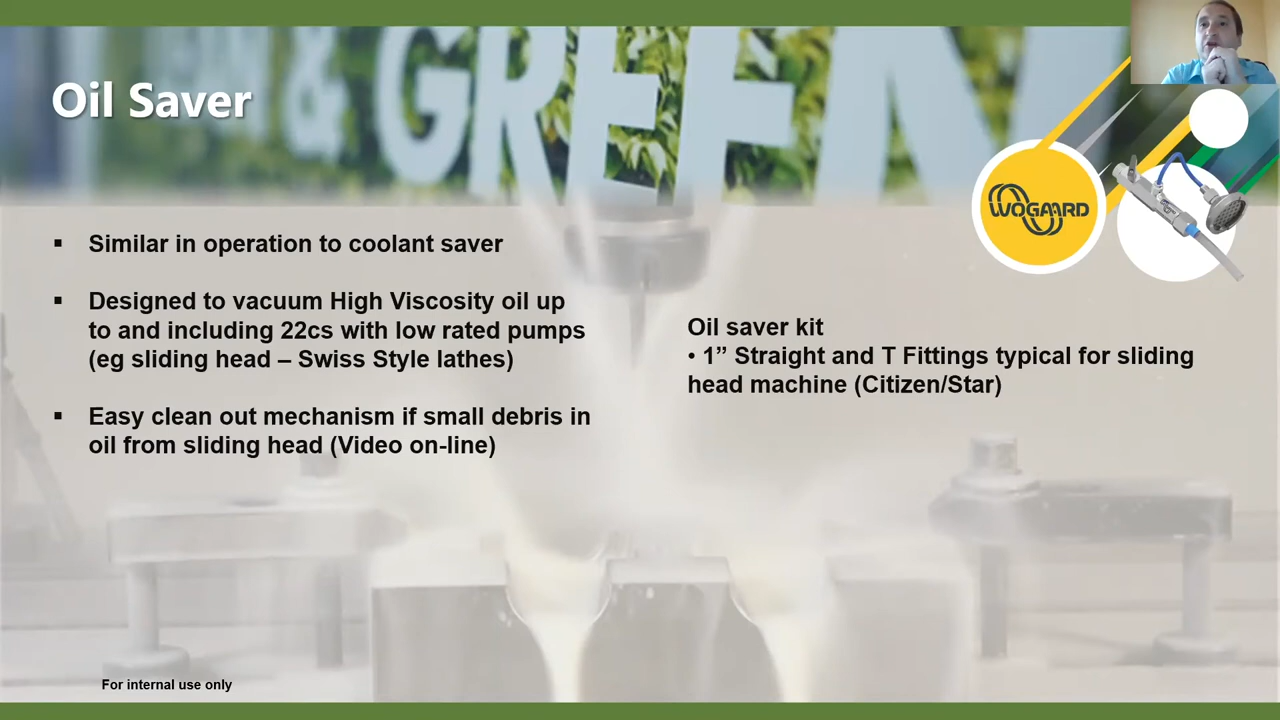 & GREEN
Oil Saver
WOGAARD
▪ Similar in operation to coolant saver
▪ Designed to vacuum High Viscosity oil up
to and including 22cs with low rated pumps
(eg sliding head – Swiss Style lathes)
▪ Easy clean out mechanism if small debris in
oil from sliding head (Video on-line)
Oil saver kit
• 1” Straight and T Fittings typical for sliding
head machine (Citizen/Star)
For internal use only